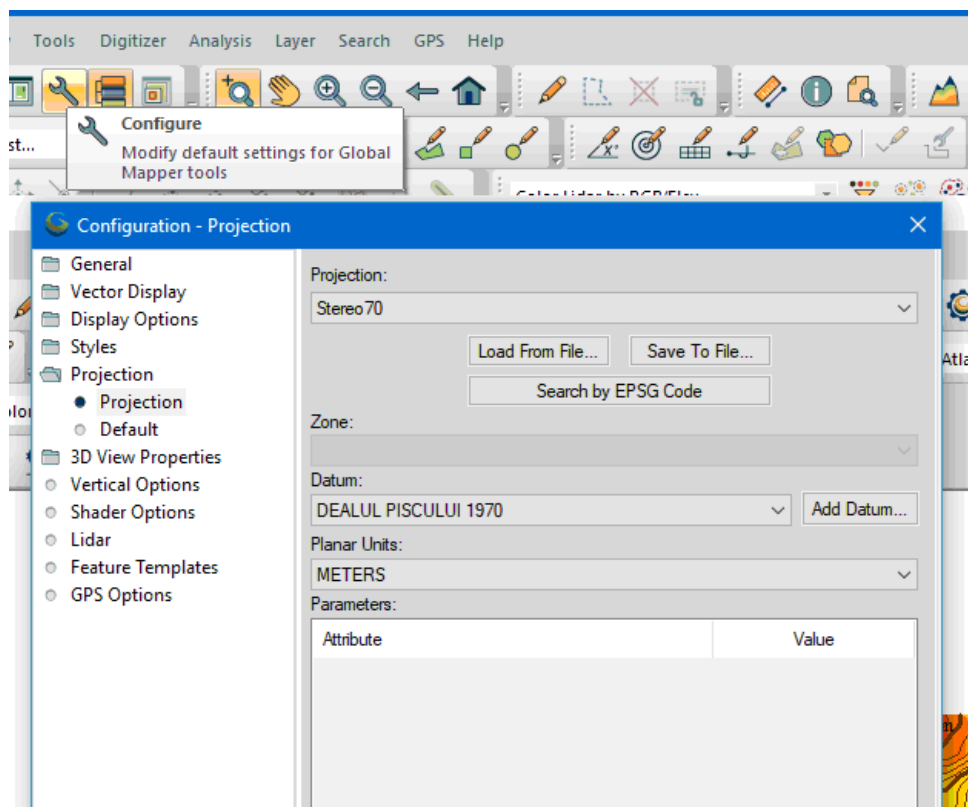 Tools Digitizer Analysis Layer Search GPS Help
st...
Configure
Modify default settings for Global
Mapper tools
Configuration - Projection
General
Vector Display
Display Options
Styles
Projection
Projection
Default
3D View Properties
Vertical Options
Shader Options
Lidar
Feature Templates
GPS Options
Projection:
Stereo70
Load From File... Save To File...
Search by EPSG Code
Zone:
Datum:
DEALUL PISCULUI 1970 Add Datum...
Planar Units:
METERS
Parameters:
Attribute Value